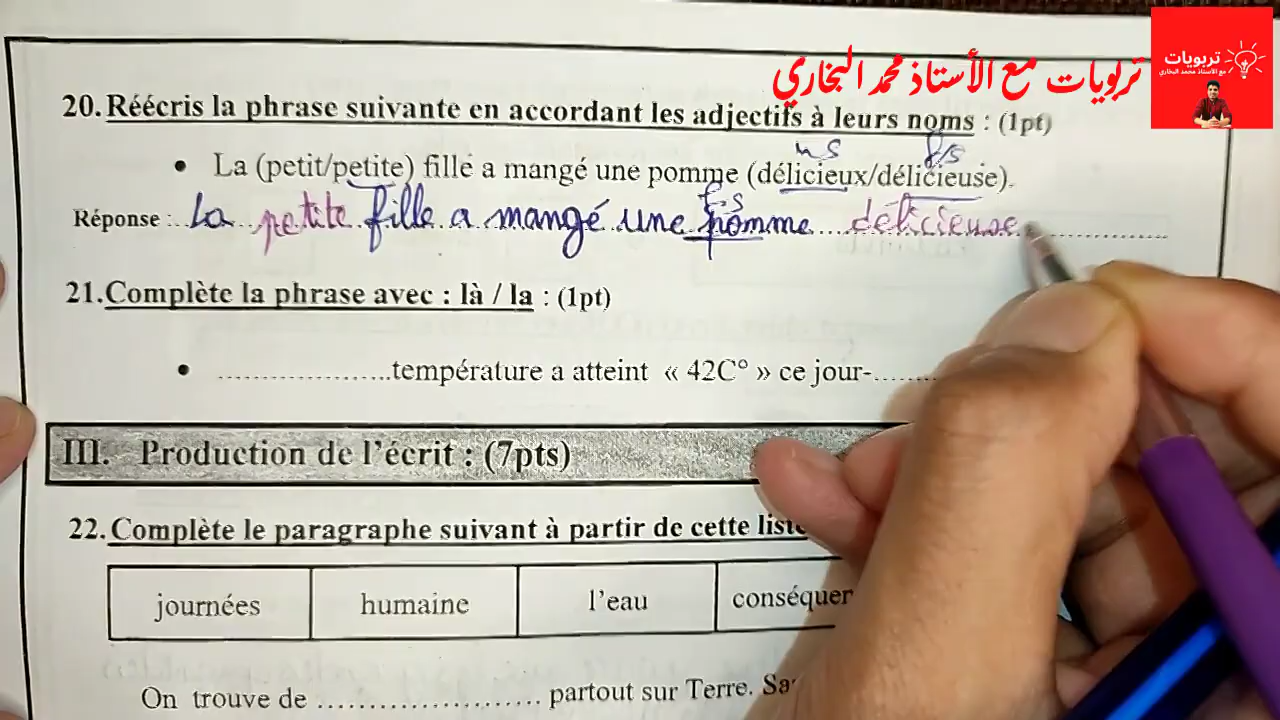 تربويات مع الأستاذ محمد البخاري
تربويات
مع الاستاذ محمد البخاري
20. Réécris la phrase suivante en accordant les adjectifs à leurs noms : (1pt)
ms f/s
• La (petit/petite) fille a mangé une pomme (délicieux/délicieuse).
f.s
Réponse : La petite fille a mangé une pomme délicieuse
21. Complète la phrase avec : là / la : (1pt)
• ....................température a atteint « 42C° » ce jour-........
III. Production de l'écrit : (7pts)
22. Complète le paragraphe suivant à partir de cette liste
journées humaine l'eau conséquen
On trouve de ........................ partout sur Terre.